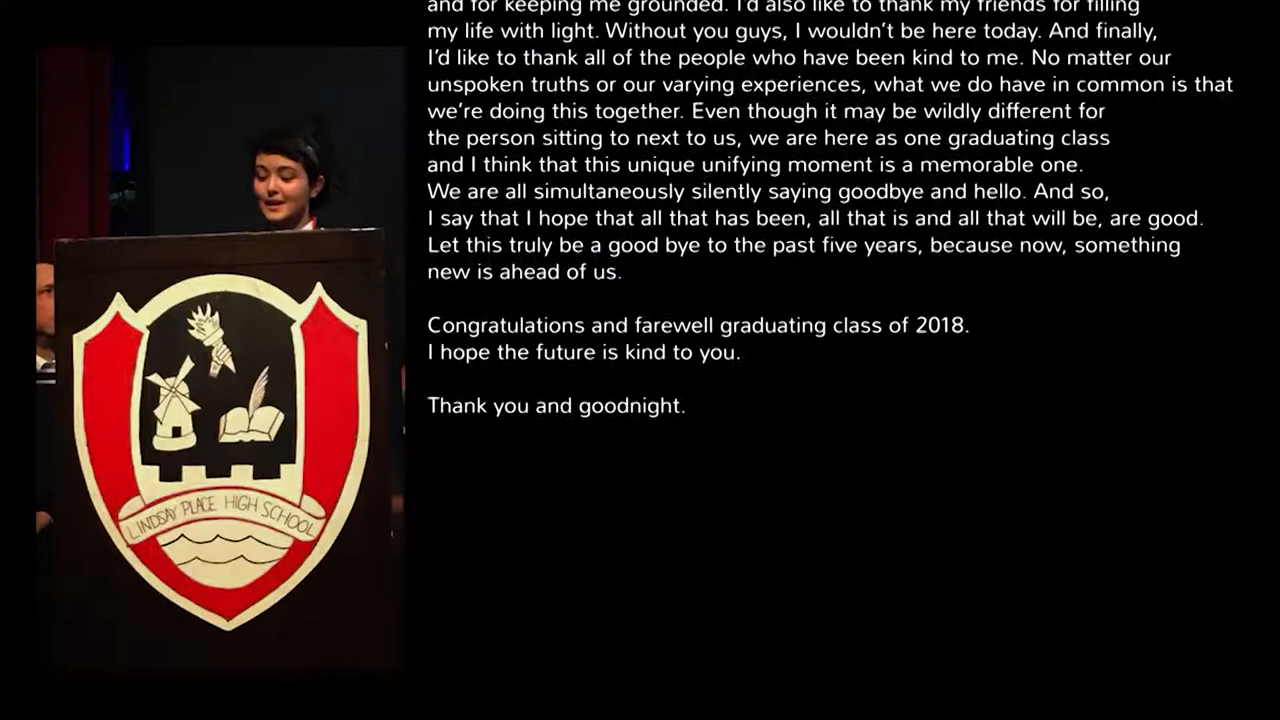 and for keeping me grounded. I'd also like to thank my friends for filling
my life with light. Without you guys, I wouldn't be here today. And finally,
I'd like to thank all of the people who have been kind to me. No matter our
unspoken truths or our varying experiences, what we do have in common is that
we're doing this together. Even though it may be wildly different for
the person sitting to next to us, we are here as one graduating class
and I think that this unique unifying moment is a memorable one.
We are all simultaneously silently saying goodbye and hello. And so,
I say that I hope that all that has been, all that is and all that will be, are good.
Let this truly be a good bye to the past five years, because now, something
new is ahead of us.
Congratulations and farewell graduating class of 2018.
I hope the future is kind to you.
Thank you and goodnight.
LINDSAY PLACE HIGH SCHOOL